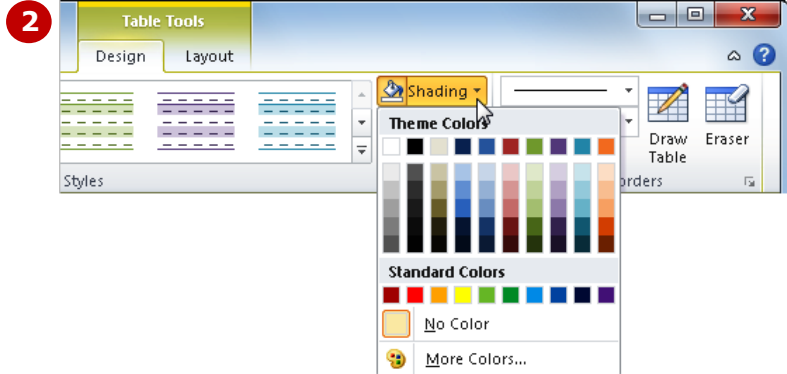 2
Table Tools
Design Layout
Shading
Theme Colors
Draw Table
Eraser
Styles
orders
Standard Colors
No Color
More Colors...